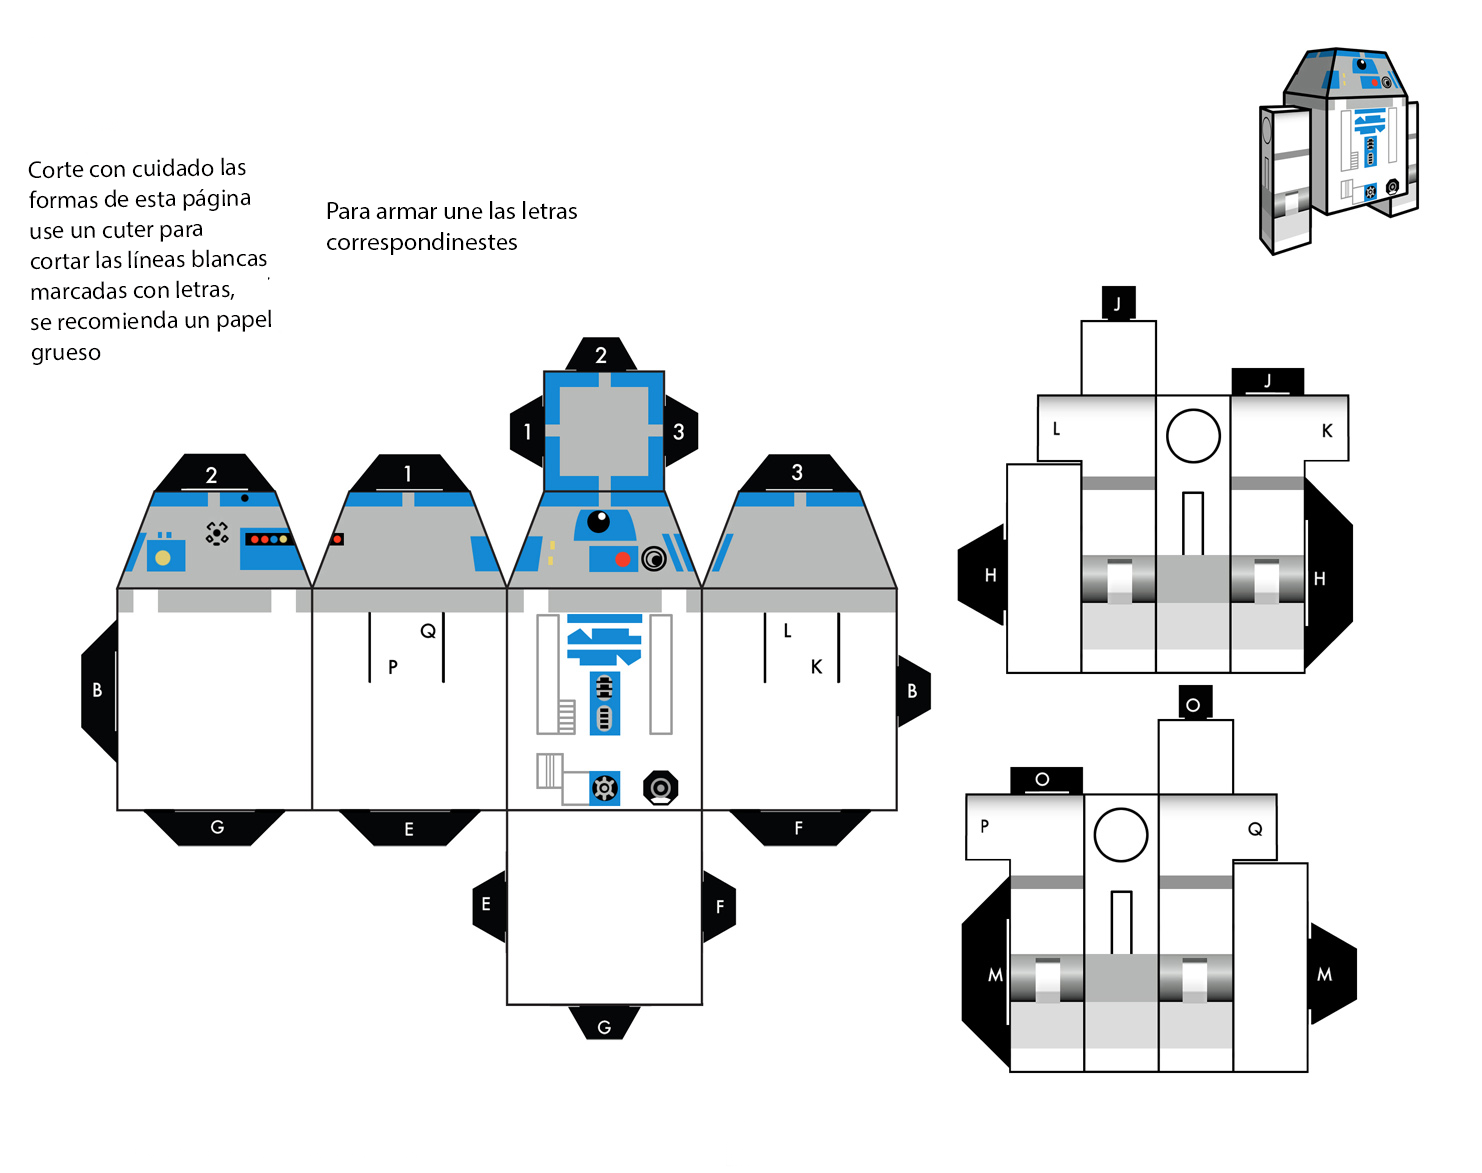 Corte con cuidado las
formas de esta página
use un cuter para
cortar las líneas blancas
marcadas con letras,
se recomienda un papel
grueso
Para armar une las letras
correspondinestes
2
1
3
2
1
3
B
Q
P
L
K
B
G
E
F
E
F
G
J
J
L
K
H
H
O
O
P
Q
M
M